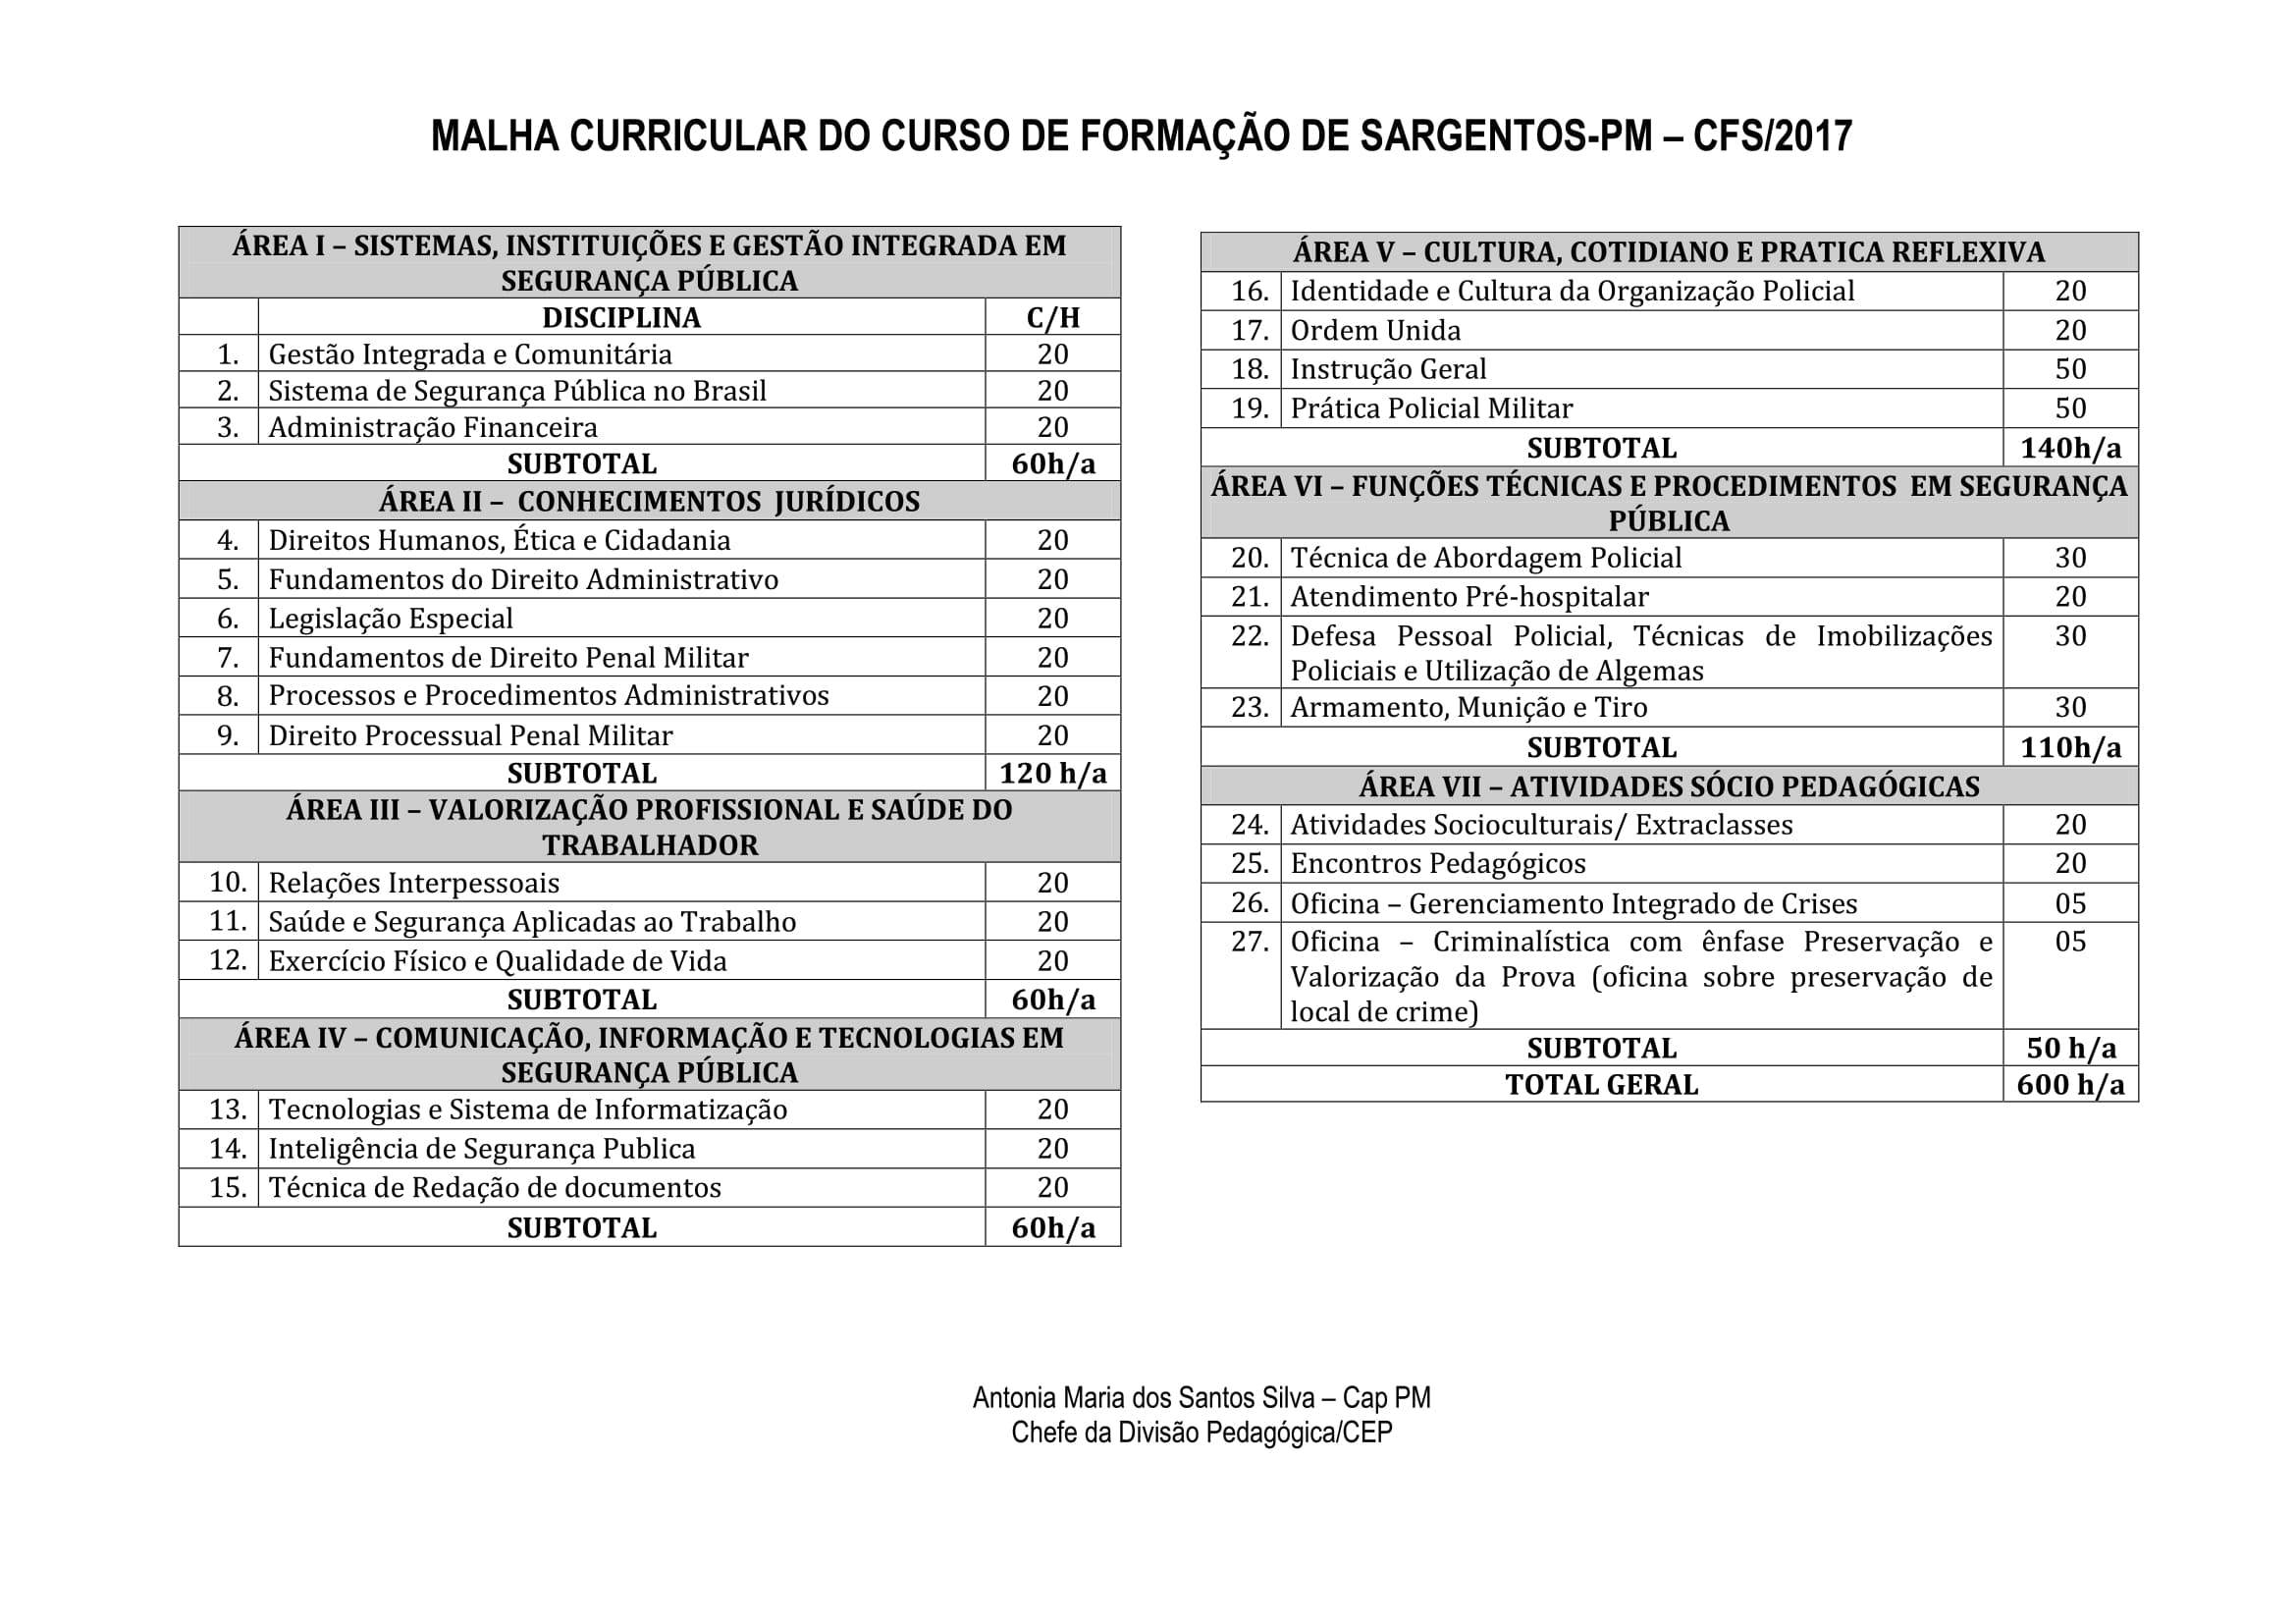 MALHA CURRICULAR DO CURSO DE FORMAÇÃO DE SARGENTOS-PM – CFS/2017
ÁREA I – SISTEMAS, INSTITUIÇÕES E GESTÃO INTEGRADA EM
SEGURANÇA PÚBLICA
DISCIPLINA C/H
1. Gestão Integrada e Comunitária 20
2. Sistema de Segurança Pública no Brasil 20
3. Administração Financeira 20
SUBTOTAL 60h/a
ÁREA II – CONHECIMENTOS JURÍDICOS
4. Direitos Humanos, Ética e Cidadania 20
5. Fundamentos do Direito Administrativo 20
6. Legislação Especial 20
7. Fundamentos de Direito Penal Militar 20
8. Processos e Procedimentos Administrativos 20
9. Direito Processual Penal Militar 20
SUBTOTAL 120 h/a
ÁREA III – VALORIZAÇÃO PROFISSIONAL E SAÚDE DO
TRABALHADOR
10. Relações Interpessoais 20
11. Saúde e Segurança Aplicadas ao Trabalho 20
12. Exercício Físico e Qualidade de Vida 20
SUBTOTAL 60h/a
ÁREA IV – COMUNICAÇÃO, INFORMAÇÃO E TECNOLOGIAS EM
SEGURANÇA PÚBLICA
13. Tecnologias e Sistema de Informatização 20
14. Inteligência de Segurança Publica 20
15. Técnica de Redação de documentos 20
SUBTOTAL 60h/a
ÁREA V – CULTURA, COTIDIANO E PRATICA REFLEXIVA
16. Identidade e Cultura da Organização Policial 20
17. Ordem Unida 20
18. Instrução Geral 50
19. Prática Policial Militar 50
SUBTOTAL 140h/a
ÁREA VI – FUNÇÕES TÉCNICAS E PROCEDIMENTOS EM SEGURANÇA
PÚBLICA
20. Técnica de Abordagem Policial 30
21. Atendimento Pré-hospitalar 20
22. Defesa Pessoal Policial, Técnicas de Imobilizações 30
Policiais e Utilização de Algemas
23. Armamento, Munição e Tiro 30
SUBTOTAL 110h/a
ÁREA VII – ATIVIDADES SÓCIO PEDAGÓGICAS
24. Atividades Socioculturais/ Extraclasses 20
25. Encontros Pedagógicos 20
26. Oficina – Gerenciamento Integrado de Crises 05
27. Oficina – Criminalística com ênfase Preservação e 05
Valorização da Prova (oficina sobre preservação de
local de crime)
SUBTOTAL 50 h/a
TOTAL GERAL 600 h/a
Antonia Maria dos Santos Silva – Cap PM
Chefe da Divisão Pedagógica/CEP